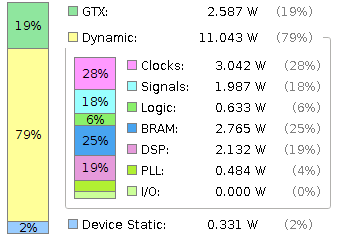 19% GTX: 2.587 W (19%)
Dynamic: 11.043 W (79%)
28% Clocks: 3.042 W (28%)
18% Signals: 1.987 W (18%)
6% Logic: 0.633 W (6%)
79% 25% BRAM: 2.765 W (25%)
19% DSP: 2.132 W (19%)
PLL: 0.484 W (4%)
I/O: 0.000 W (0%)
2% Device Static: 0.331 W (2%)